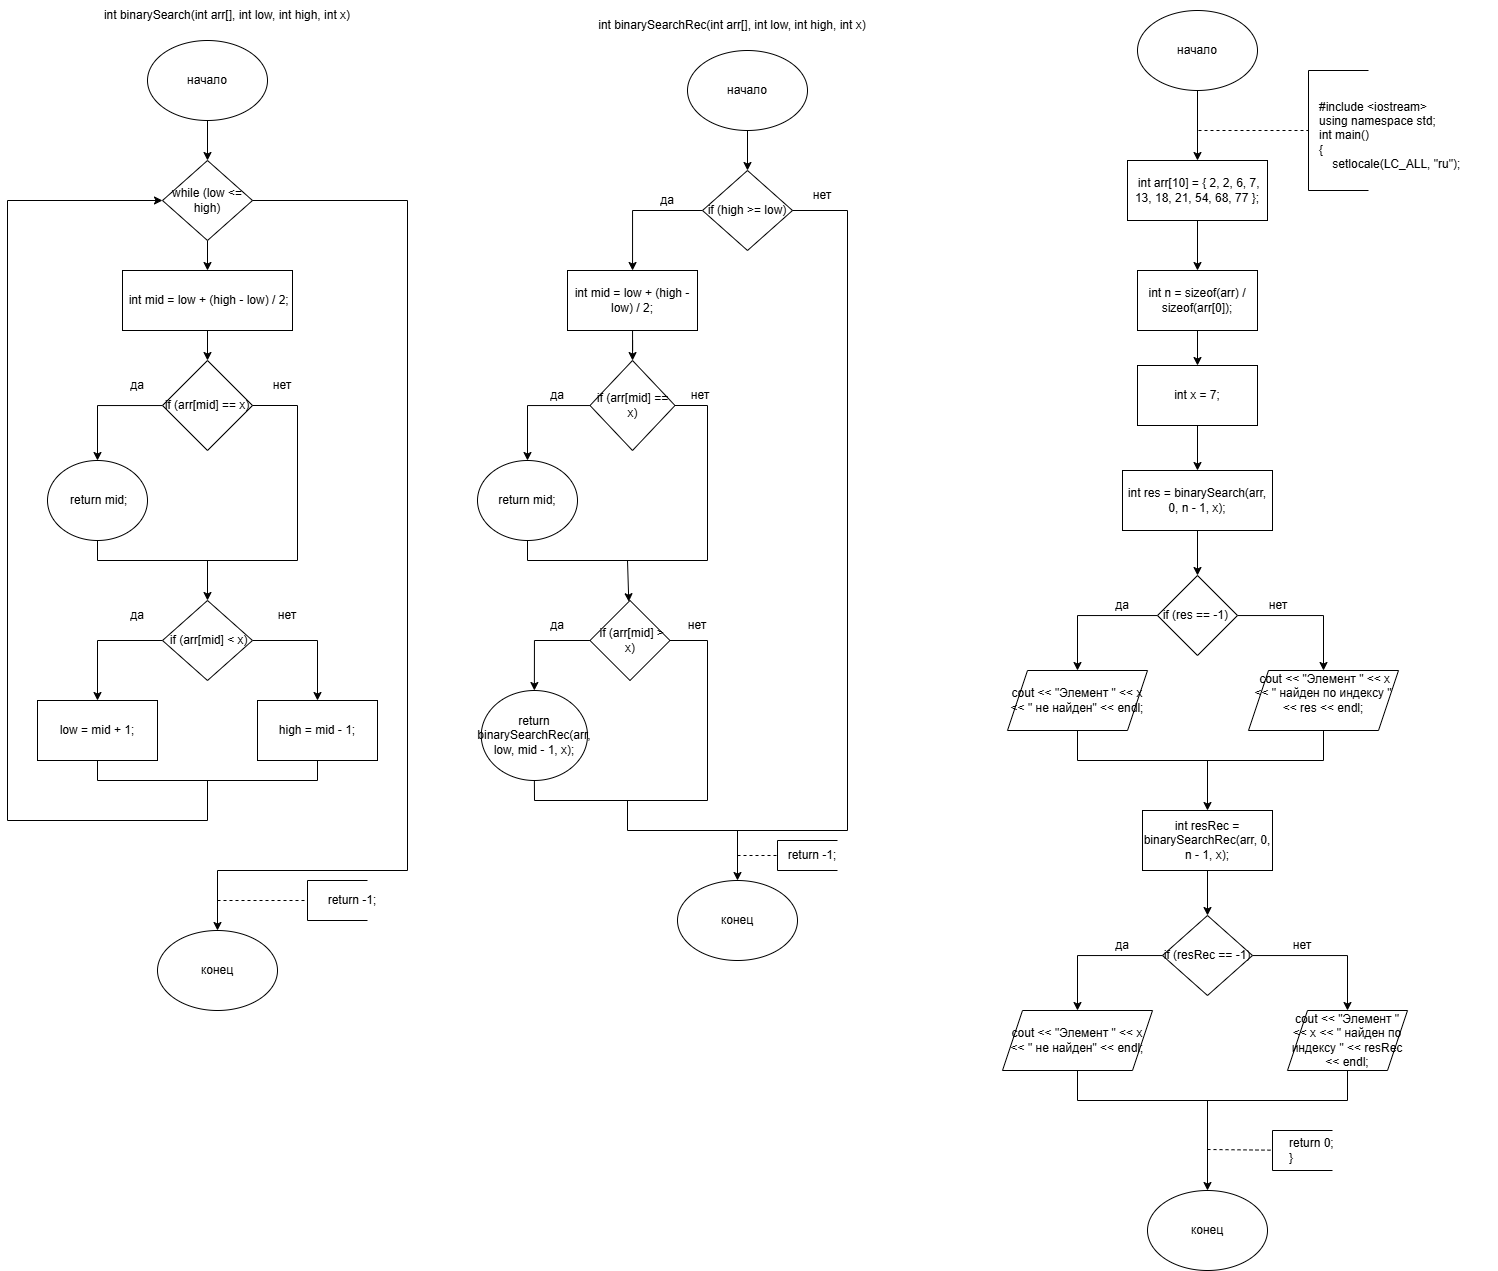 int binarySearch(int arr[], int low, int high, int x)
начало
while (low <=
high)
int mid = low + (high - low) / 2;
да
нет
if (arr[mid] == x)
return mid;
да
нет
if (arr[mid] < x)
low = mid + 1;
high = mid - 1;
return -1;
конец
int binarySearchRec(int arr[], int low, int high, int x)
начало
да
нет
if (high >= low)
int mid = low + (high -
low) / 2;
да
нет
if (arr[mid] ==
x)
return mid;
да
нет
if (arr[mid] >
x)
return
binarySearchRec(arr,
low, mid - 1, x);
return -1;
конец
начало
#include <iostream>
using namespace std;
int main()
{
setlocale(LC_ALL, "ru");
int arr[10] = { 2, 2, 6, 7,
13, 18, 21, 54, 68, 77 };
int n = sizeof(arr) /
sizeof(arr[0]);
int x = 7;
int res = binarySearch(arr,
0, n - 1, x);
да
нет
if (res == -1)
cout << "Элемент " << x
<< " не найден" << endl;
cout << "Элемент " << x
<< " найден по индексу "
<< res << endl;
int resRec =
binarySearchRec(arr, 0,
n - 1, x);
да
нет
if (resRec == -1)
cout << "Элемент " << x
<< " не найден" << endl;
cout << "Элемент "
<< x << " найден по
индексу " << resRec
<< endl;
return 0;
}
конец